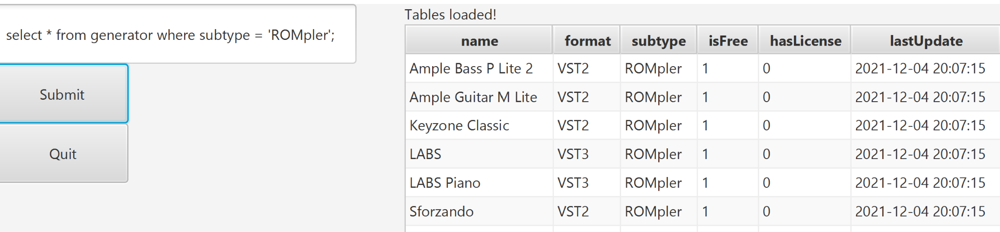 select * from generator where subtype = 'ROMpler';
Submit
Quit
Tables loaded!
name format subtype isFree hasLicense lastUpdate
Ample Bass P Lite 2 VST2 ROMpler 1 0 2021-12-04 20:07:15
Ample Guitar M Lite VST2 ROMpler 1 0 2021-12-04 20:07:15
Keyzone Classic VST2 ROMpler 1 0 2021-12-04 20:07:15
LABS VST3 ROMpler 1 0 2021-12-04 20:07:15
LABS Piano VST3 ROMpler 1 0 2021-12-04 20:07:15
Sforzando VST2 ROMpler 1 0 2021-12-04 20:07:15